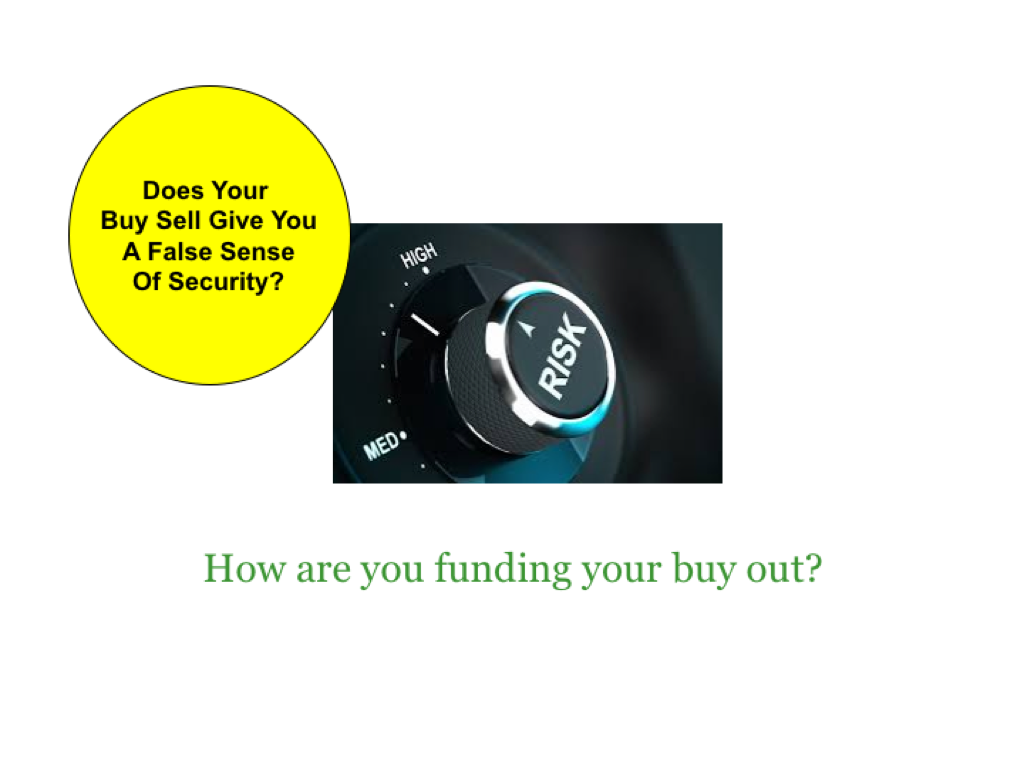 Does Your
Buy Sell Give You
A False Sense
Of Security?
HIGH
RISK
MED
How are you funding your buy out?